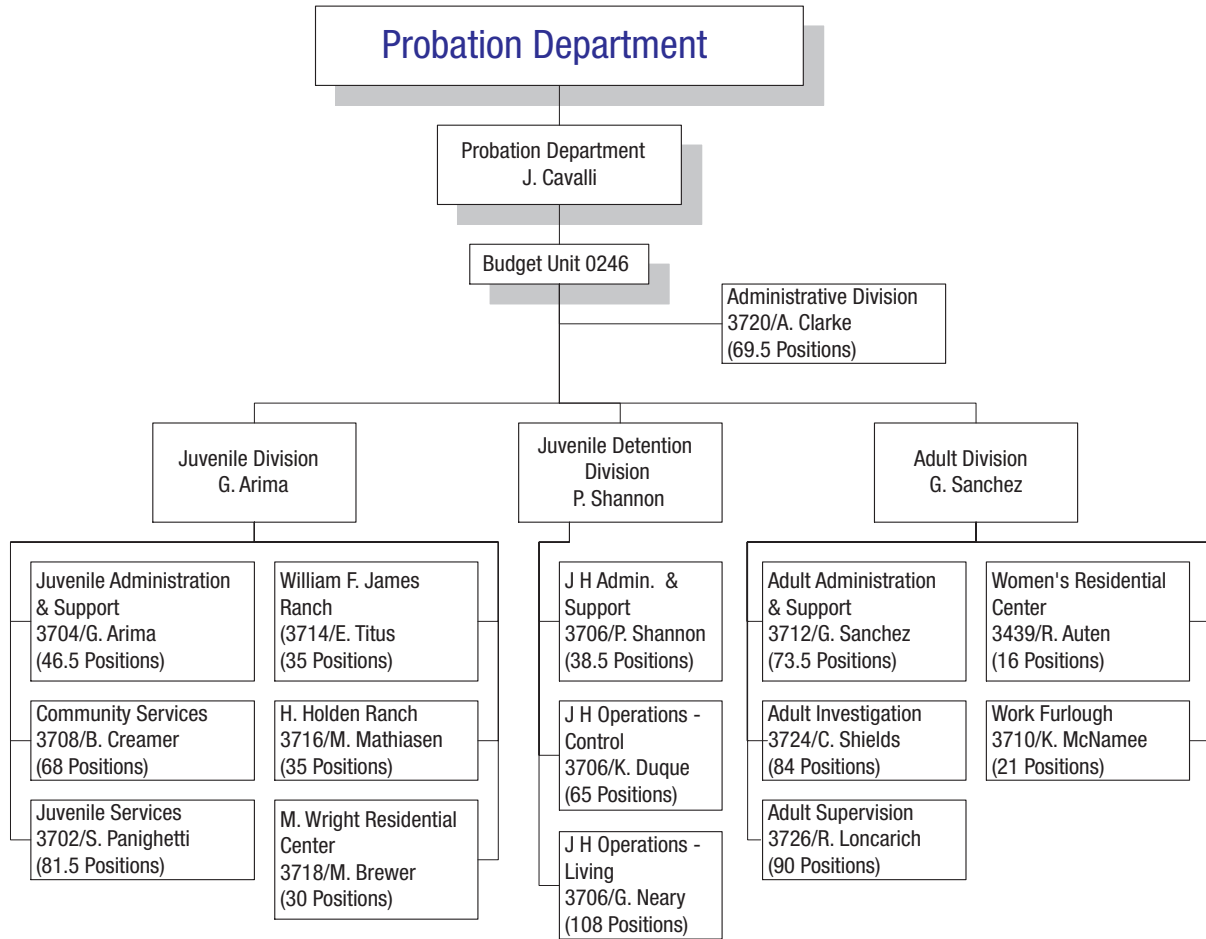 Probation Department
Probation Department
J. Cavalli
Budget Unit 0246
Administrative Division
3720/A. Clarke
(69.5 Positions)
Juvenile Division
G. Arima
Juvenile Detention
Division
P. Shannon
Adult Division
G. Sanchez
Juvenile Administration
& Support
3704/G. Arima
(46.5 Positions)
William F. James
Ranch
(3714/E. Titus
(35 Positions)
J H Admin. & 
Support
3706/P. Shannon
(38.5 Positions)
Adult Administration
& Support
3712/G. Sanchez
(73.5 Positions)
Women's Residential
Center
3439/R. Auten
(16 Positions)
Community Services
3708/B. Creamer
(68 Positions)
H. Holden Ranch
3716/M. Mathiasen
(35 Positions)
J H Operations -
Control
3706/K. Duque
(65 Positions)
Adult Investigation
3724/C. Shields
(84 Positions)
Work Furlough
3710/K. McNamee
(21 Positions)
Juvenile Services
3702/S. Panighetti
(81.5 Positions)
M. Wright Residential
Center
3718/M. Brewer
(30 Positions)
J H Operations -
Living
3706/G. Neary
(108 Positions)
Adult Supervision
3726/R. Loncarich
(90 Positions)